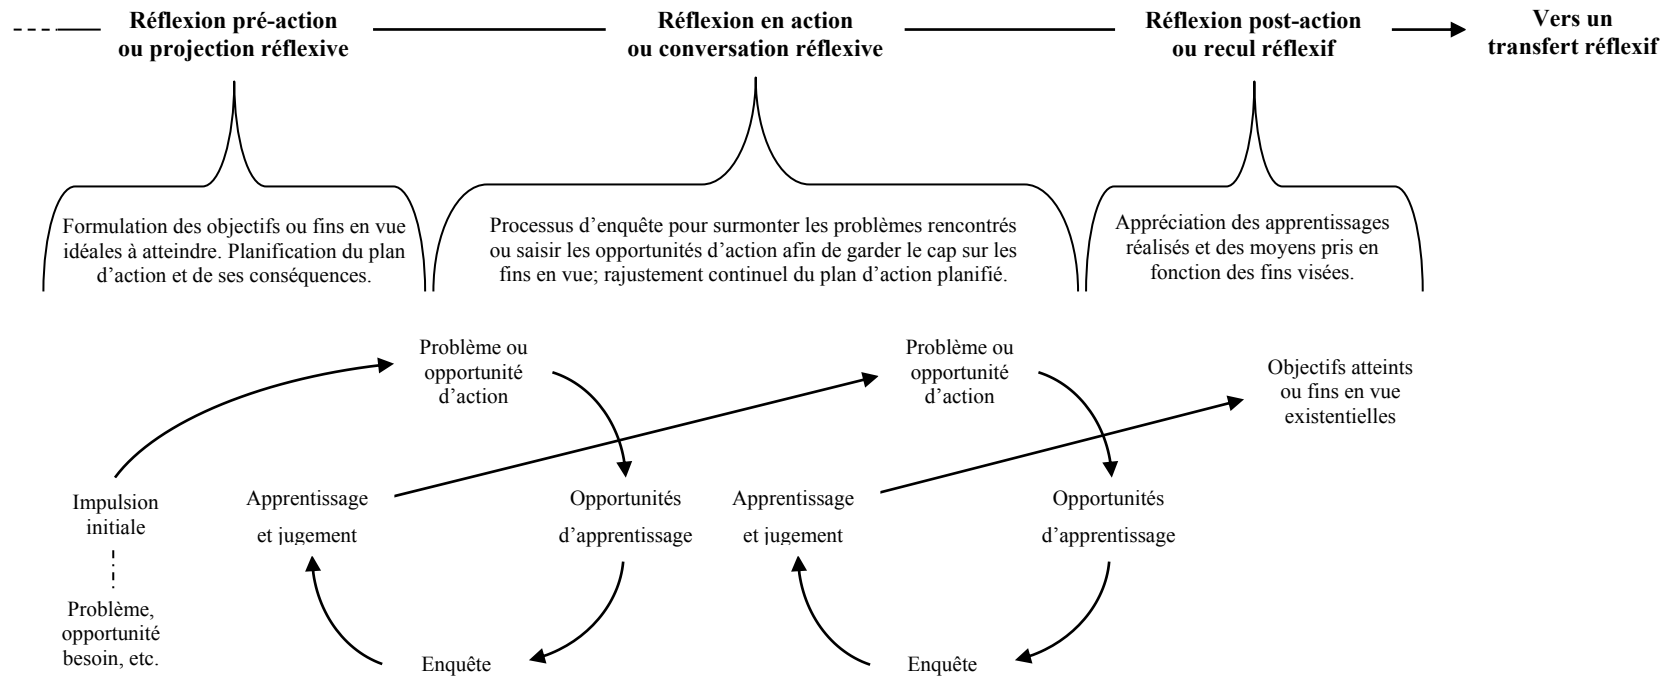 Réflexion pré-action
ou projection réflexive
Réflexion en action
ou conversation réflexive
Réflexion post-action
ou recul réflexif
Vers un
transfert réflexif
Formulation des objectifs ou fins en vue
idéales à atteindre. Planification du plan
d’action et de ses conséquences.
Processus d’enquête pour surmonter les problèmes rencontrés
ou saisir les opportunités d’action afin de garder le cap sur les
fins en vue; rajustement continuel du plan d’action planifié.
Appréciation des apprentissages
réalisés et des moyens pris en
fonction des fins visées.
Problème ou
opportunité
d’action
Problème ou
opportunité
d’action
Objectifs atteints
ou fins en vue
existentielles
Impulsion
initiale
Apprentissage
et jugement
Opportunités
d’apprentissage
Apprentissage
et jugement
Opportunités
d’apprentissage
Problème,
opportunité
besoin, etc.
Enquête
Enquête